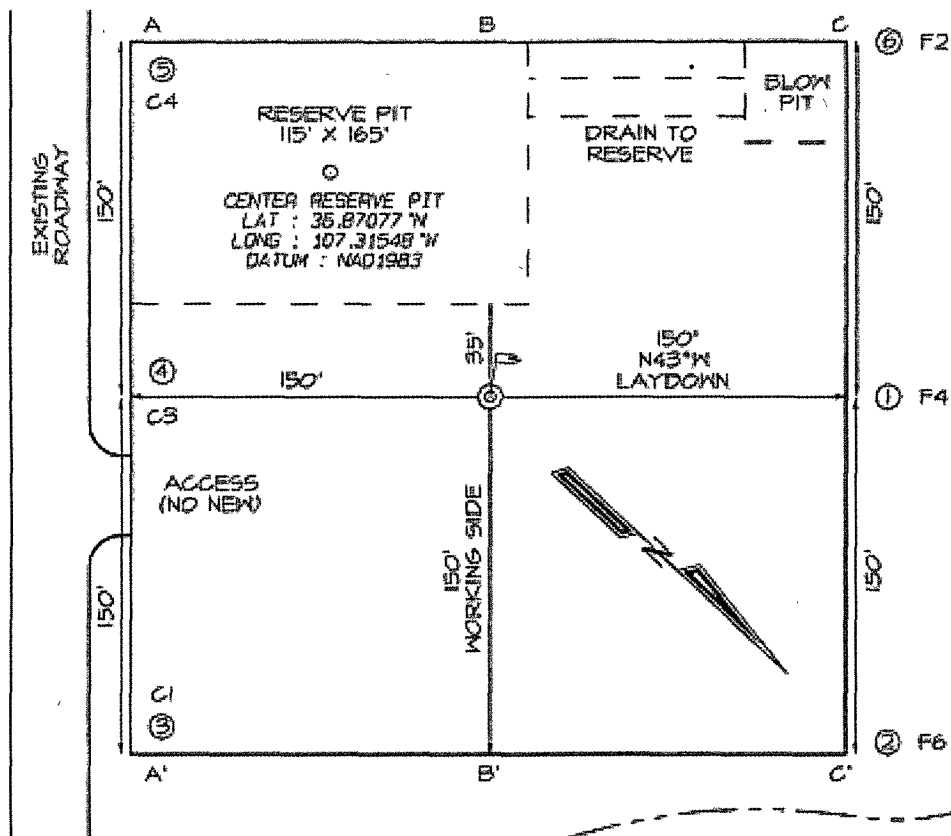 A B C
⑤ ⑥ F2
C4
RESERVE PIT
115' X 165'
BLOW
PIT
DRAIN TO
RESERVE
EXISTING
ROADWAY
150'
150'
CENTER RESERVE PIT
LAT : 36.87077 °N
LONG : 107.31548 °W
DATUM : NAD1983
④
150'
35'
150'
N43°W
LAYDOWN
① F4
C3
ACCESS
(NO NEW)
150'
WORKING SIDE
N
150'
150'
C1
③
② F6
A' B' C'